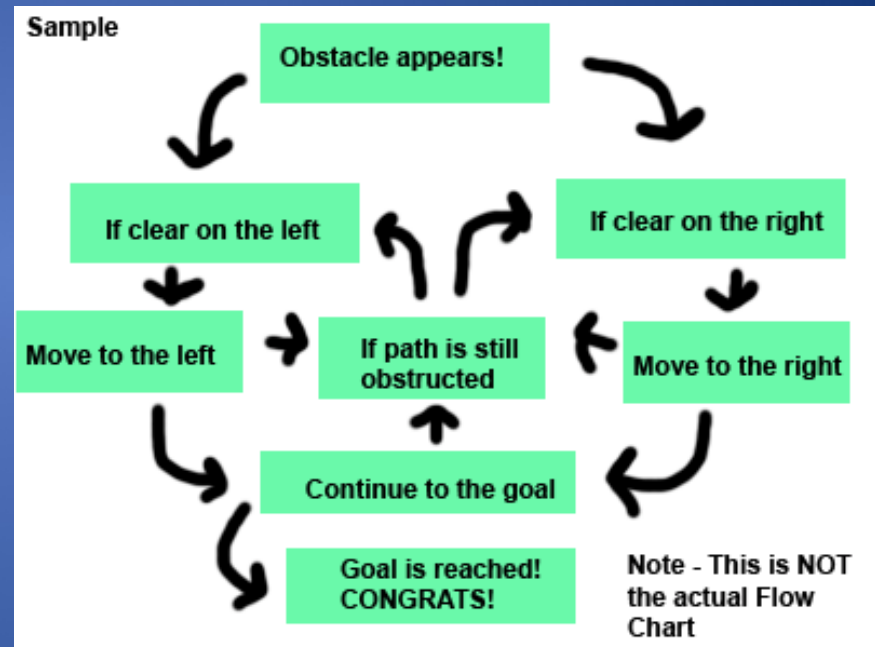 Sample
Obstacle appears!
If clear on the left
If clear on the right
Move to the left
If path is still
obstructed
Move to the right
Continue to the goal
Goal is reached!
CONGRATS!
Note - This is NOT
the actual Flow
Chart